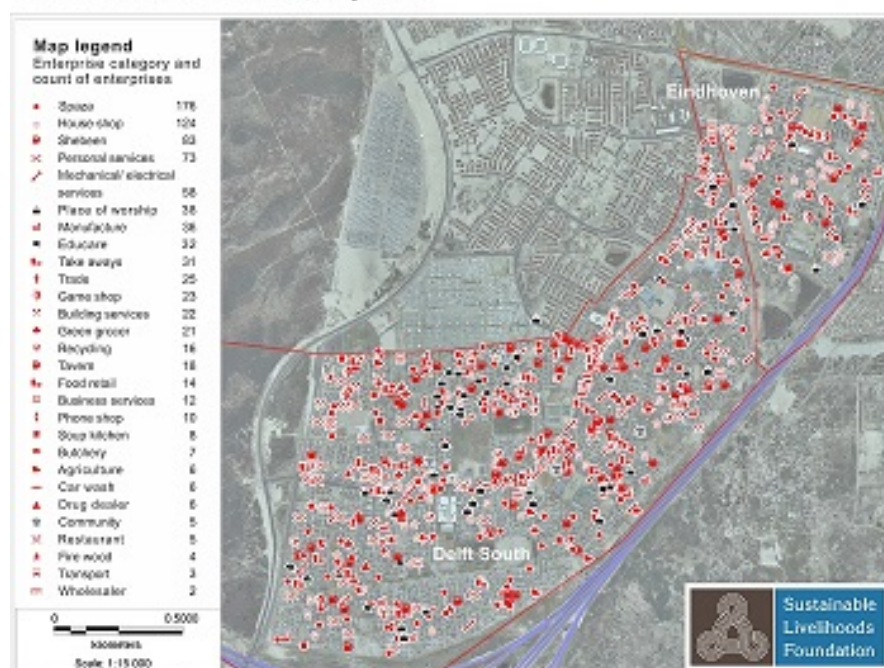 Map legend
Enterprise category and
count of enterprises
Spaza 176
House shop 124
Shebeen 83
Personal services 73
Mechanical/electrical
services 58
Place of worship 38
Manufacture 36
Educare 32
Take aways 31
Trade 25
Game shop 23
Building services 22
Green grocer 21
Recycling 16
Tavern
Food retail 14
Business services 12
Phone shop 10
Soup kitchen 8
Butchery 7
Agriculture 6
Car wash 6
Drug dealer 6
Community 5
Restaurant 5
Fire wood 4
Transport 3
Wholesaler 2
0 0.5000
kilometers
Scale: 1:15 000
Eindhoven
Delft South
Sustainable
Livelihoods
Foundation